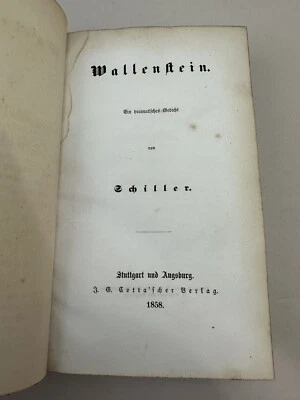 Wallenstein.
Ein dramatisches Gedicht
von
Schiller.
Stuttgart und Augsburg.
J. G. Cotta'scher Verlag.
1858.